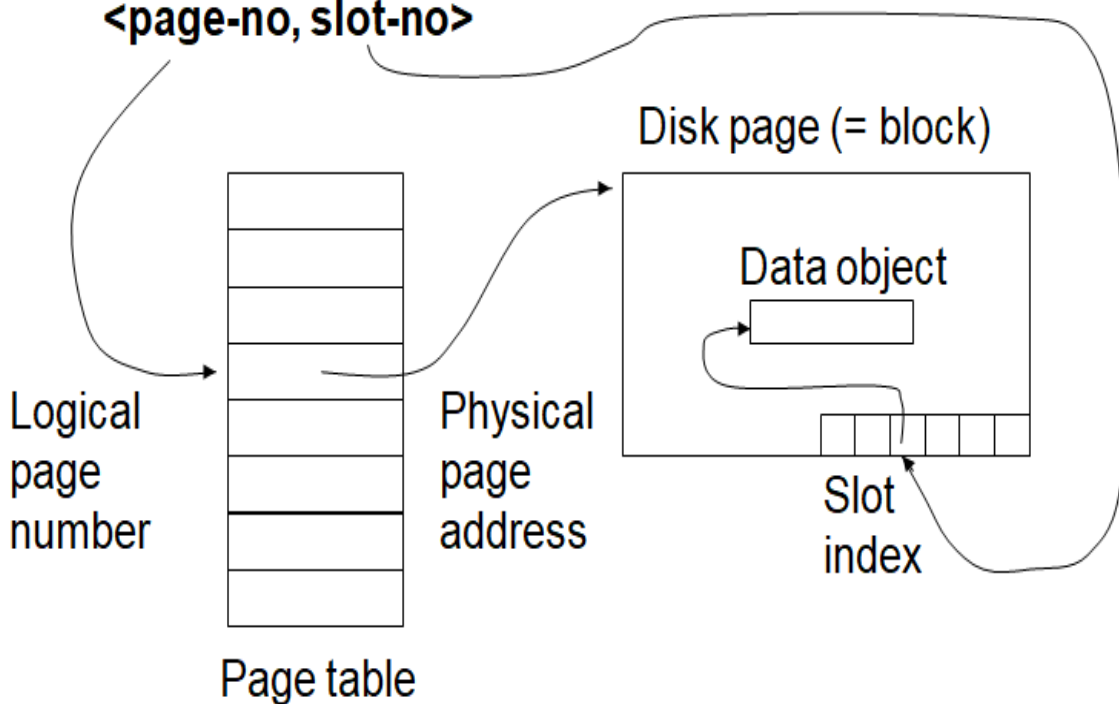 <page-no, slot-no>
Disk page (= block)
Data object
Logical
page
number
Physical
page
address
Slot
index
Page table